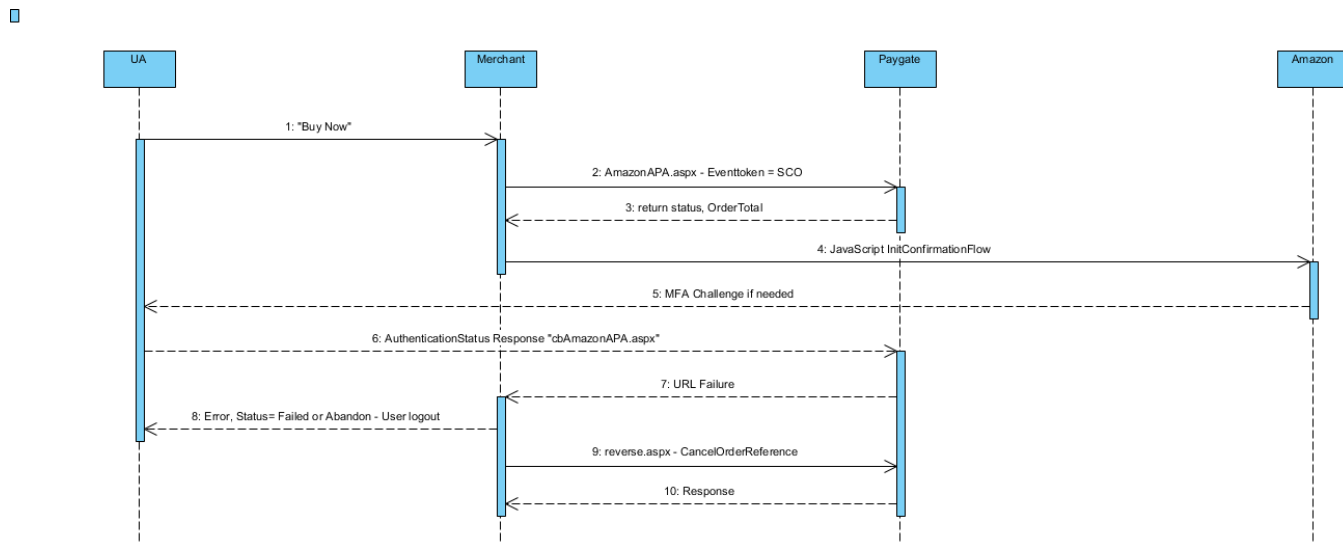 UA
Merchant
Paygate
Amazon
1: "Buy Now"
2: AmazonAPA.aspx - Eventtoken = SCO
3: return status, OrderTotal
4: JavaScript InitConfirmationFlow
5: MFA Challenge if needed
6: AuthenticationStatus Response "cbAmazonAPA.aspx"
7: URL Failure
8: Error, Status= Failed or Abandon - User logout
9: reverse.aspx - CancelOrderReference
10: Response